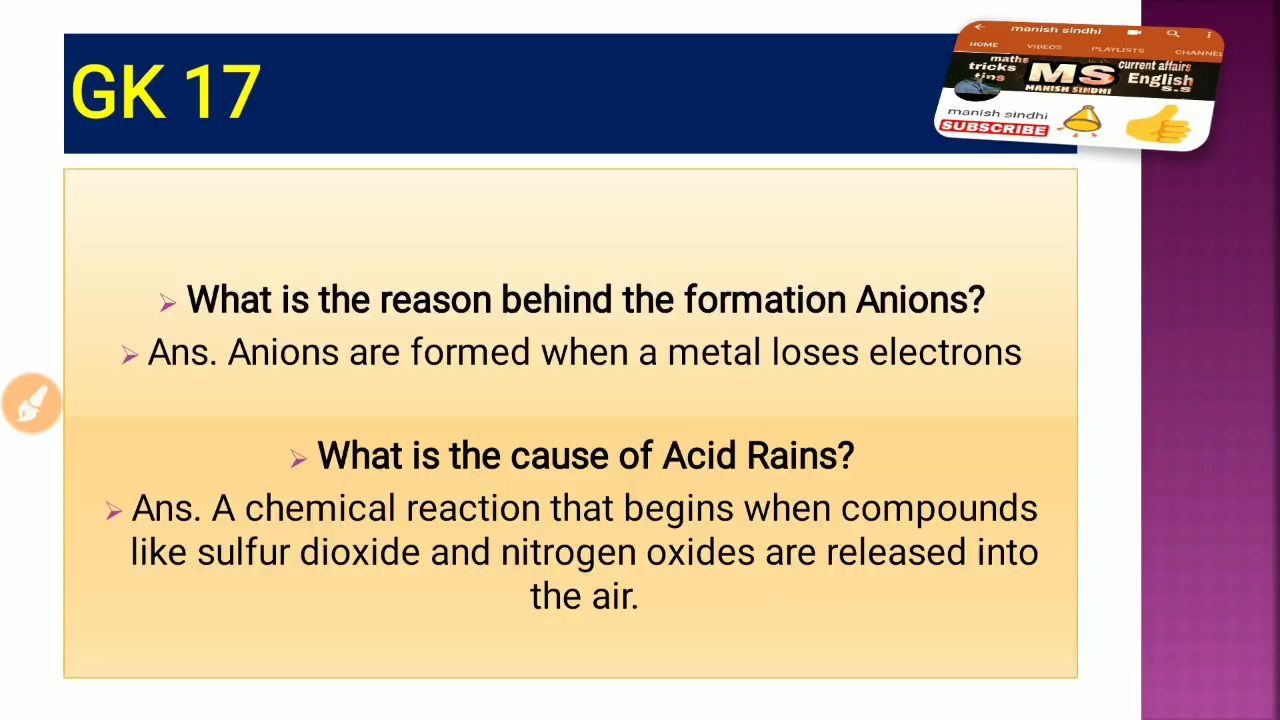 GK 17
manish sindhi
HOME VIDEOS PLAYLISTS CHANNEL
maths
tricks
tips
MS
MANISH SINDHI
current affairs
English
s.s
manish sindhi
SUBSCRIBE
What is the reason behind the formation Anions?
Ans. Anions are formed when a metal loses electrons
What is the cause of Acid Rains?
Ans. A chemical reaction that begins when compounds
like sulfur dioxide and nitrogen oxides are released into
the air.